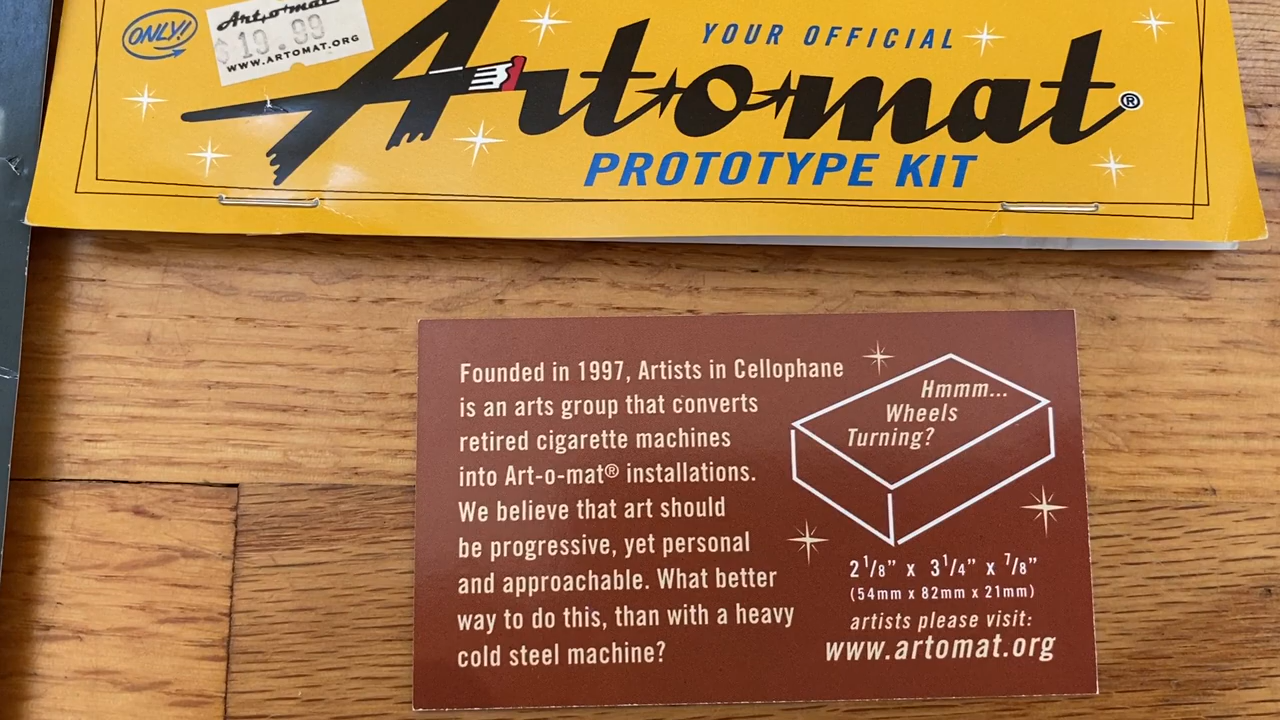 ONLY!
Art-o-mat
$19.99
WWW.ARTOMAT.ORG
YOUR OFFICIAL
Art-o-mat®
PROTOTYPE KIT
Founded in 1997, Artists in Cellophane
is an arts group that converts
retired cigarette machines
into Art-o-mat® installations.
We believe that art should
be progressive, yet personal
and approachable. What better
way to do this, than with a heavy
cold steel machine?
Hmmm...
Wheels
Turning?
2 1/8" x 3 1/4" x 7/8"
(54mm x 82mm x 21mm)
artists please visit:
www.artomat.org